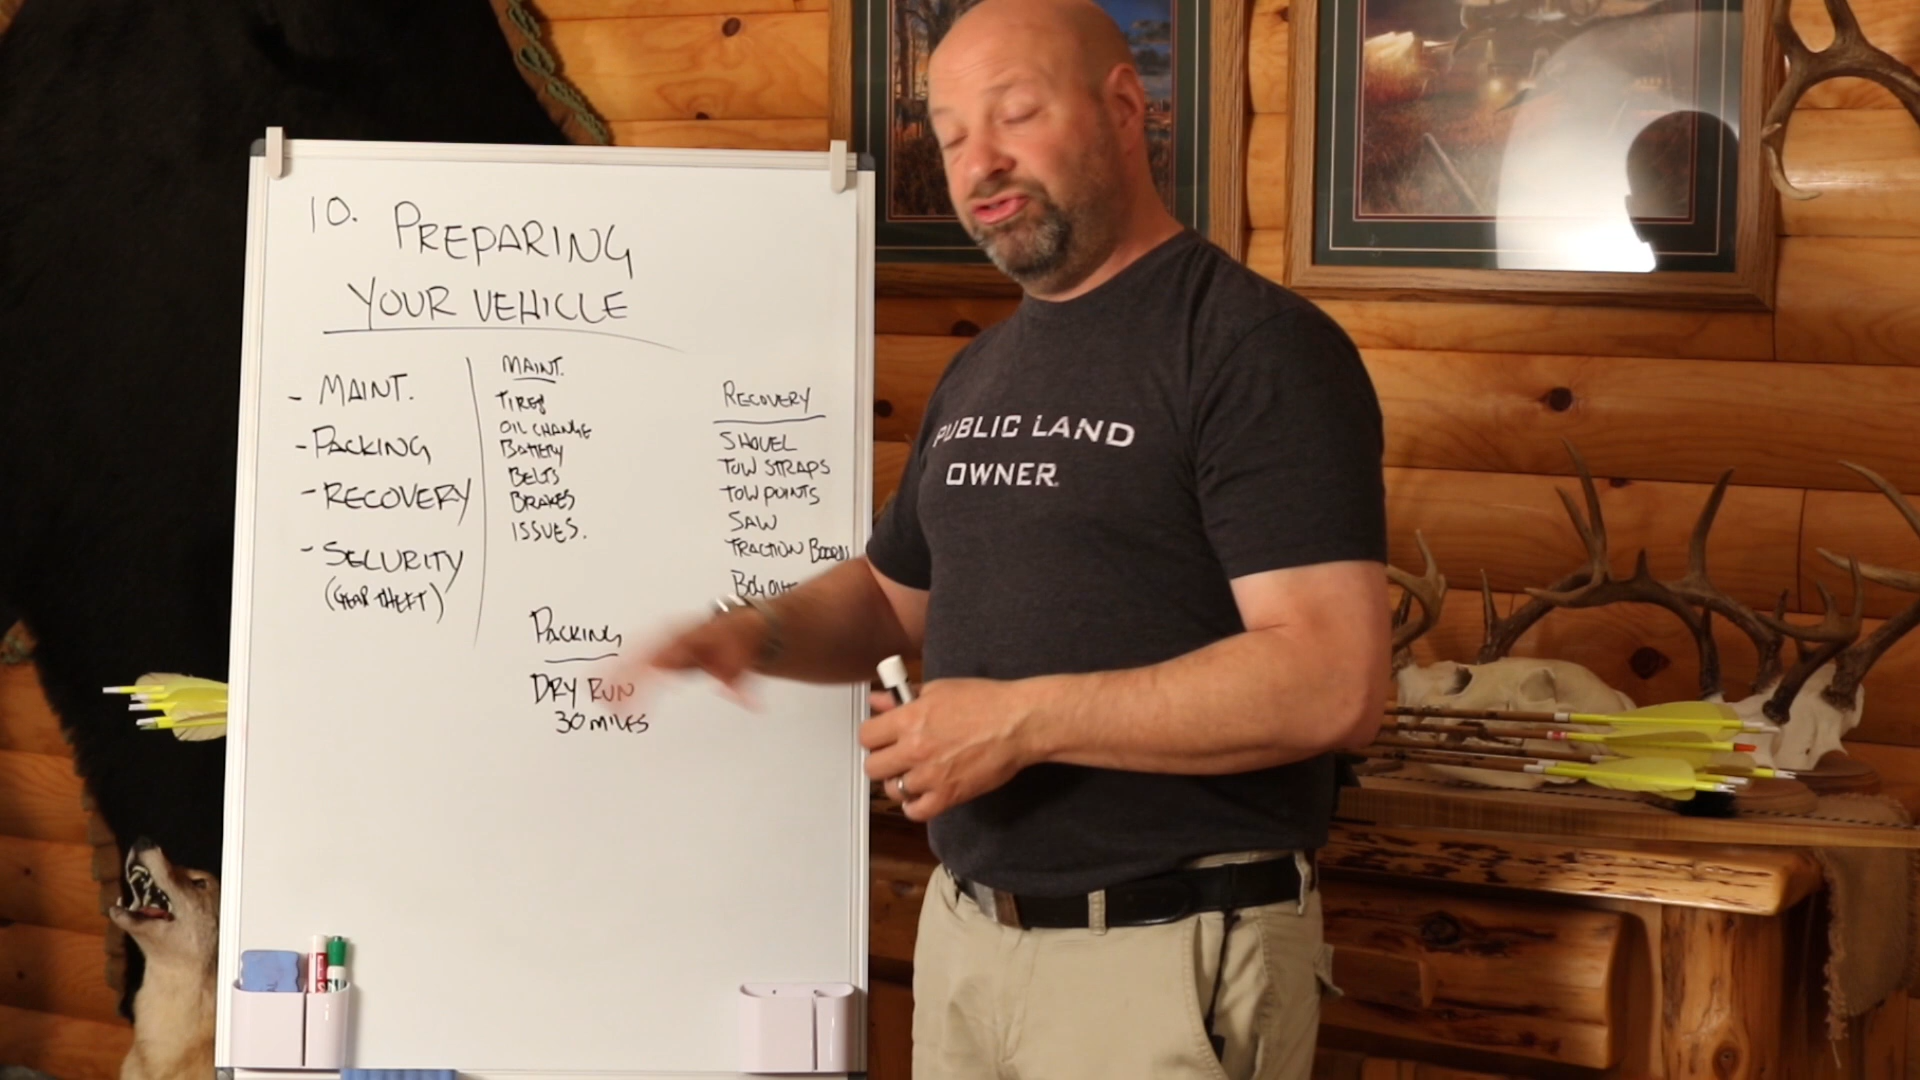 10. PREPARING
YOUR VEHICLE
- MAINT.
- PACKING
- RECOVERY
- SECURITY
(GEAR THEFT)
MAINT.
TIRES
OIL CHANGE
BATTERY
BELTS
BRAKES
ISSUES.
PACKING
DRY RUN
30 MILES
RECOVERY
SHOVEL
TOW STRAPS
TOW POINTS
SAW
TRACTION BOARDS
PUBLIC LAND
OWNER